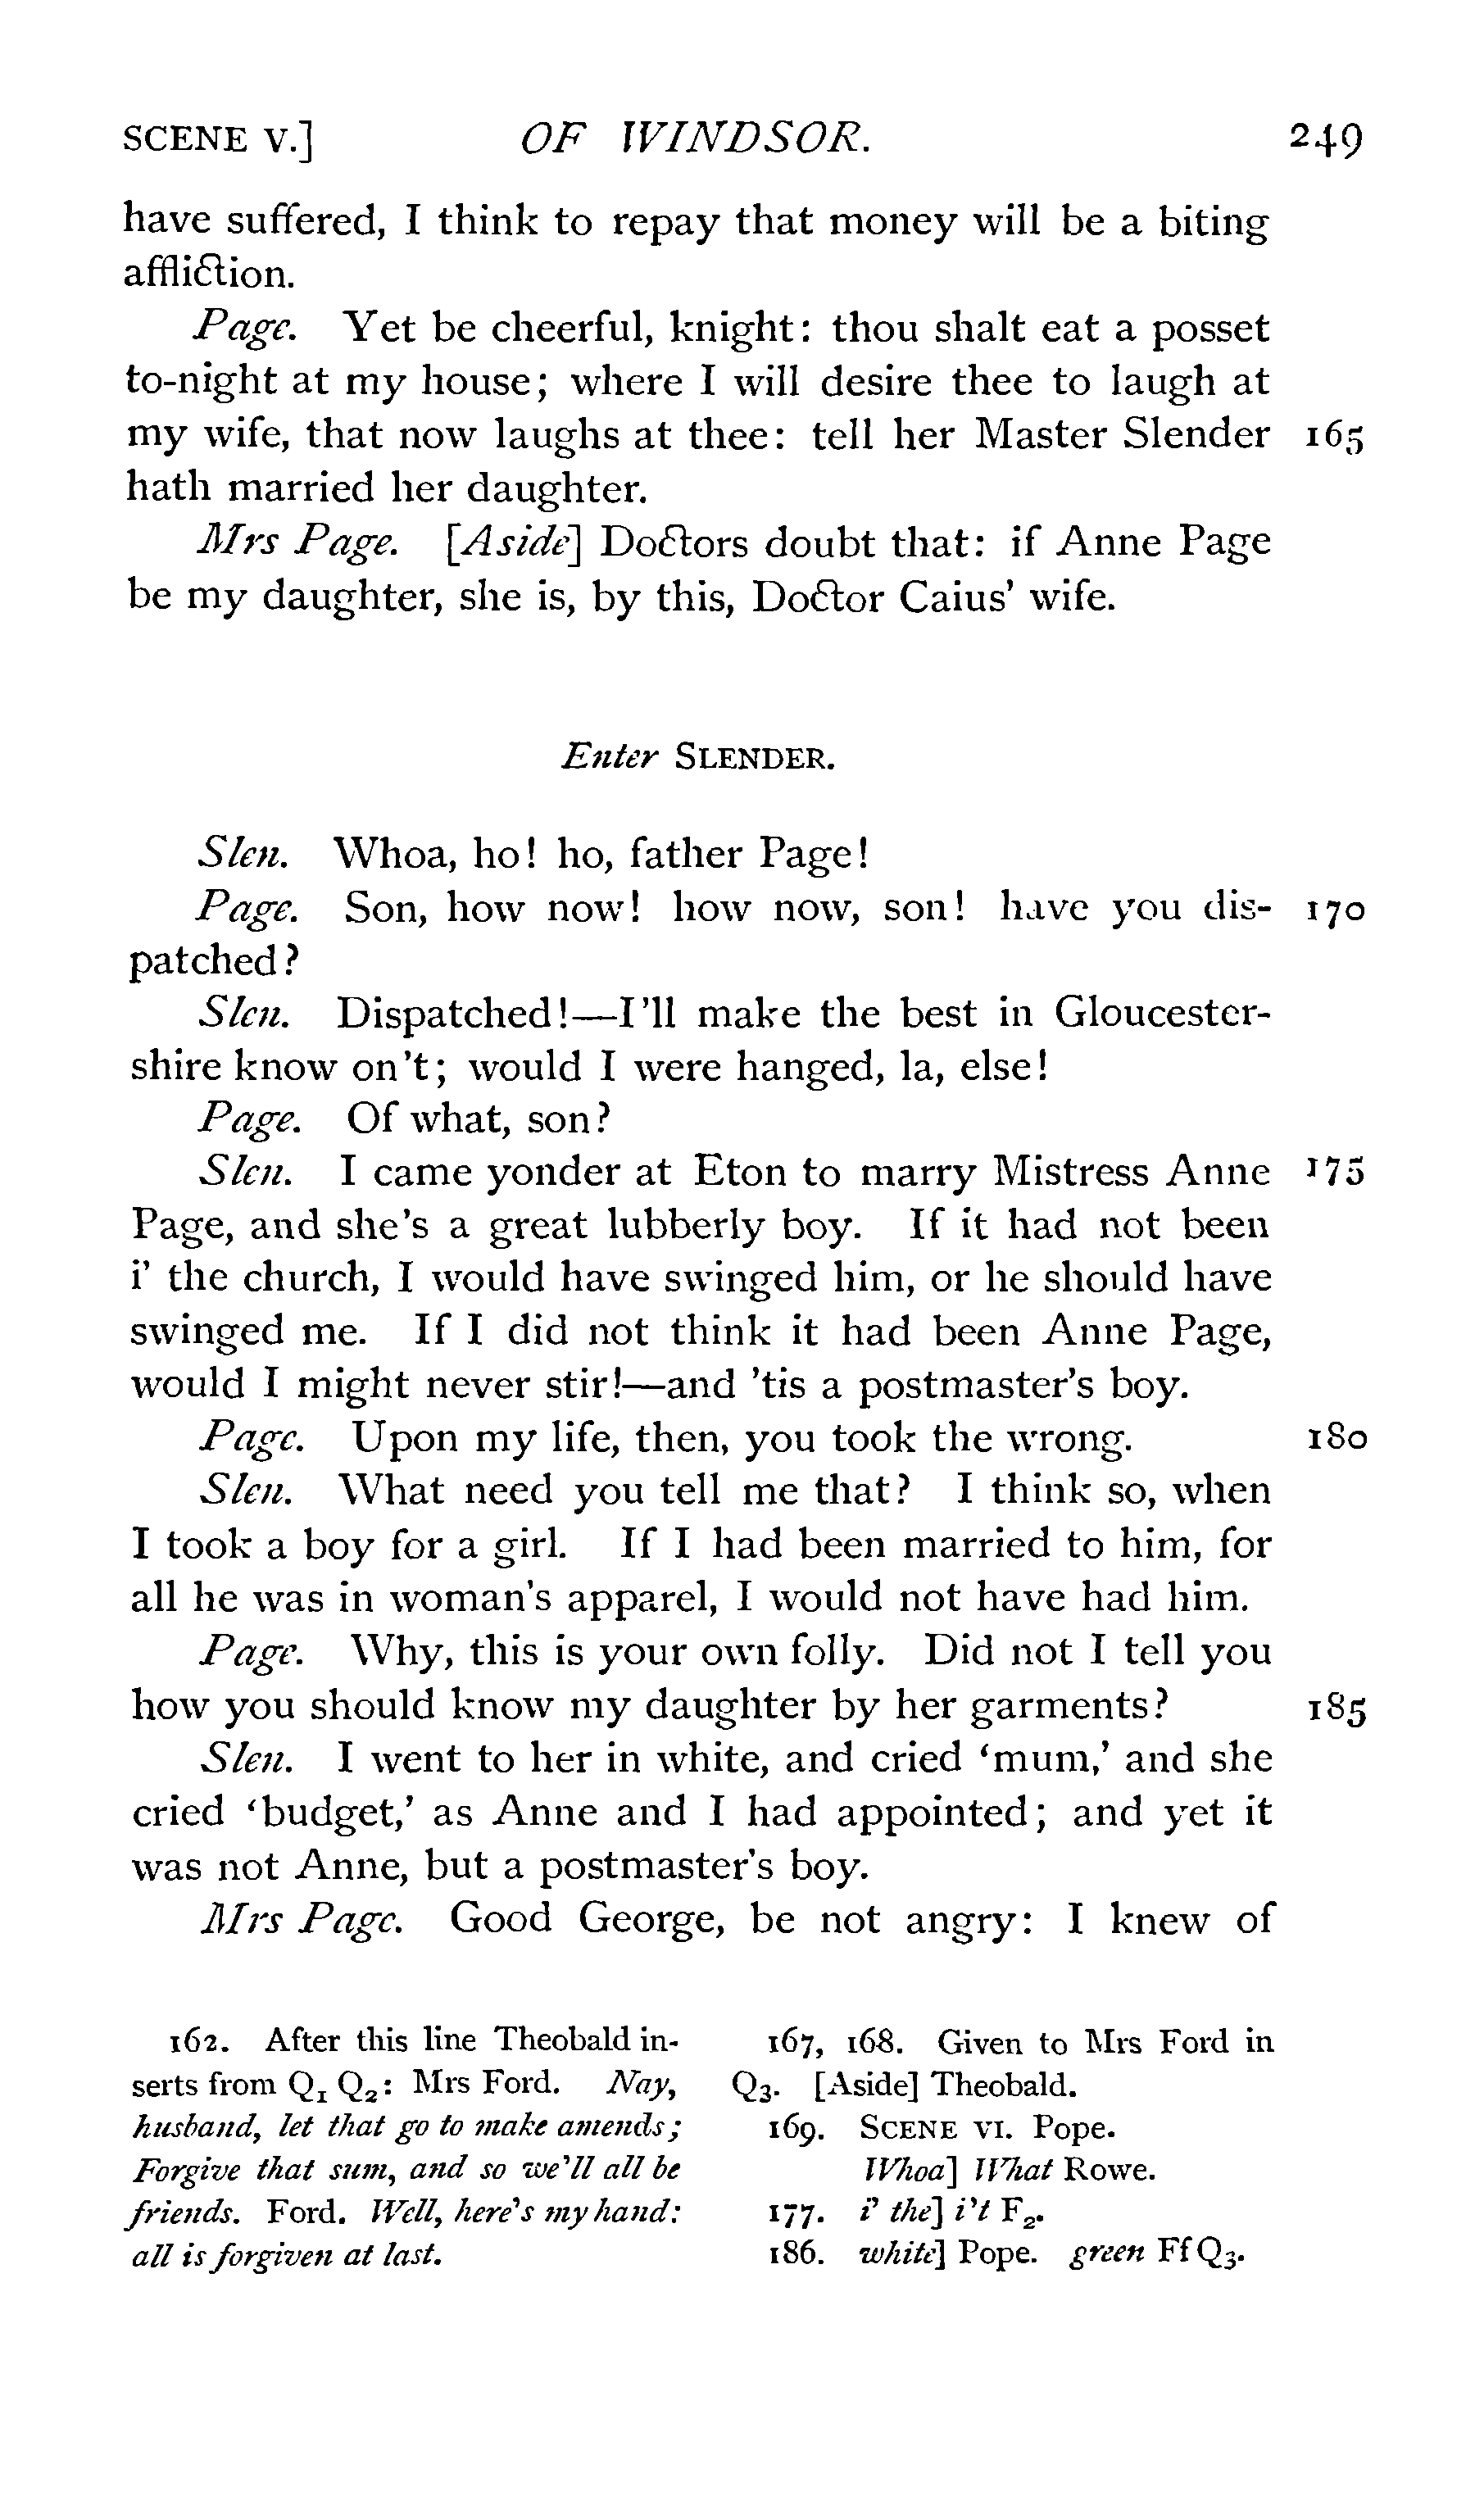 SCENE V.] OF WINDSOR. 249
have suffered, I think to repay that money will be a biting
affliction.
Page. Yet be cheerful, knight: thou shalt eat a posset
to-night at my house; where I will desire thee to laugh at
my wife, that now laughs at thee: tell her Master Slender 165
hath married her daughter.
Mrs Page. [Aside] Doctors doubt that: if Anne Page
be my daughter, she is, by this, Doctor Caius' wife.
Enter SLENDER.
Slen. Whoa, ho! ho, father Page!
Page. Son, how now! how now, son! have you dis- 170
patched?
Slen. Dispatched!—I'll make the best in Gloucester-
shire know on't; would I were hanged, la, else!
Page. Of what, son?
Slen. I came yonder at Eton to marry Mistress Anne 175
Page, and she's a great lubberly boy. If it had not been
i' the church, I would have swinged him, or he should have
swinged me. If I did not think it had been Anne Page,
would I might never stir!—and 'tis a postmaster's boy.
Page. Upon my life, then, you took the wrong. 180
Slen. What need you tell me that? I think so, when
I took a boy for a girl. If I had been married to him, for
all he was in woman's apparel, I would not have had him.
Page. Why, this is your own folly. Did not I tell you
how you should know my daughter by her garments? 185
Slen. I went to her in white, and cried 'mum,' and she
cried 'budget,' as Anne and I had appointed; and yet it
was not Anne, but a postmaster's boy.
Mrs Page. Good George, be not angry: I knew of
162. After this line Theobald in-
serts from Q1 Q2: Mrs Ford. Nay,
husband, let that go to make amends;
Forgive that sum, and so we'll all be
friends. Ford. Well, here's my hand:
all is forgiven at last.
167, 168. Given to Mrs Ford in
Q3. [Aside] Theobald.
169. SCENE VI. Pope.
Whoa] What Rowe.
177. i' the] i't F2.
186. white] Pope. green Ff Q3.